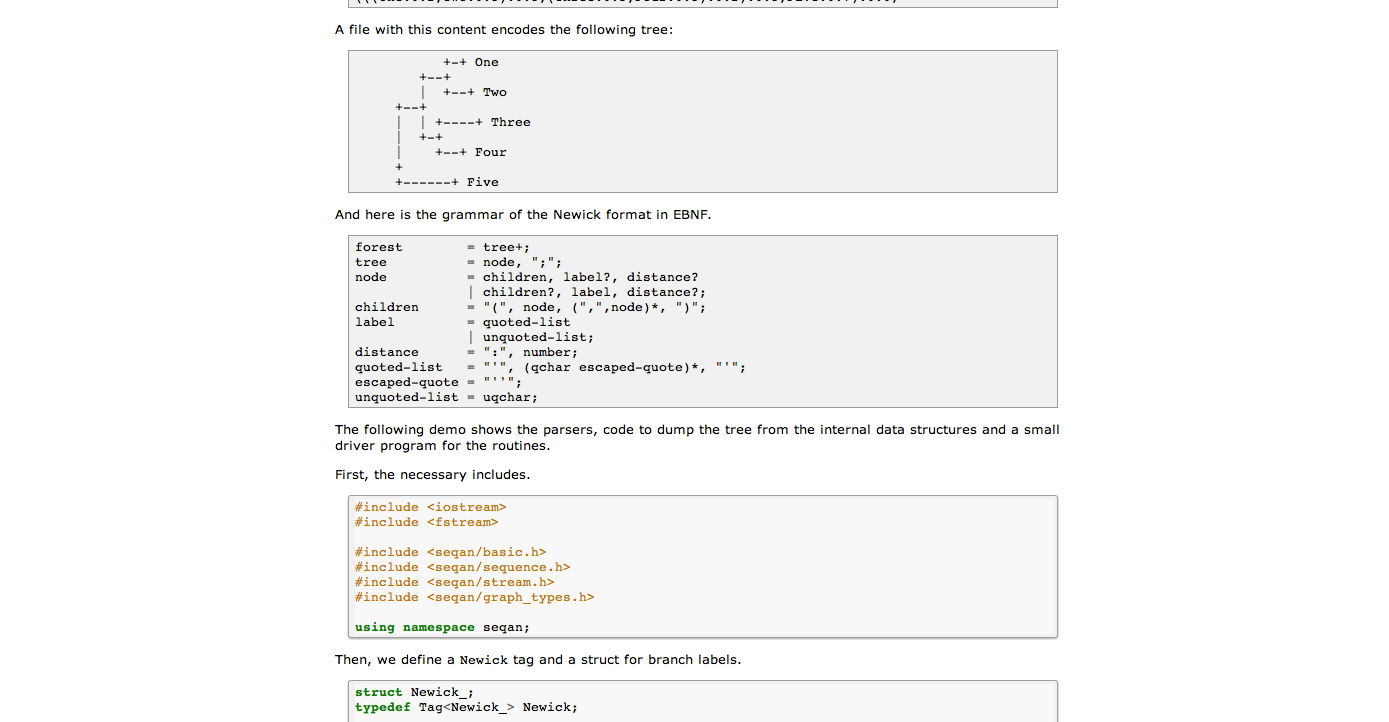 A file with this content encodes the following tree:
           +-+ One
        +--+
        |  +--+ Two
     +--+
     |  | +----+ Three
     |  +-+
     |    +--+ Four
     +
     +------+ Five
And here is the grammar of the Newick format in EBNF.
forest        = tree+;
tree          = node, ";";
node          = children, label?, distance?
              | children?, label, distance?;
children      = "(", node, (",",node)*, ")";
label         = quoted-list
              | unquoted-list;
distance      = ":", number;
quoted-list   = "'", (qchar escaped-quote)*, "'";
escaped-quote = "''";
unquoted-list = uqchar;
The following demo shows the parsers, code to dump the tree from the internal data structures and a small
driver program for the routines.
First, the necessary includes.
#include <iostream>
#include <fstream>
#include <seqan/basic.h>
#include <seqan/sequence.h>
#include <seqan/stream.h>
#include <seqan/graph_types.h>
using namespace seqan;
Then, we define a Newick tag and a struct for branch labels.
struct Newick_;
typedef Tag<Newick_> Newick;